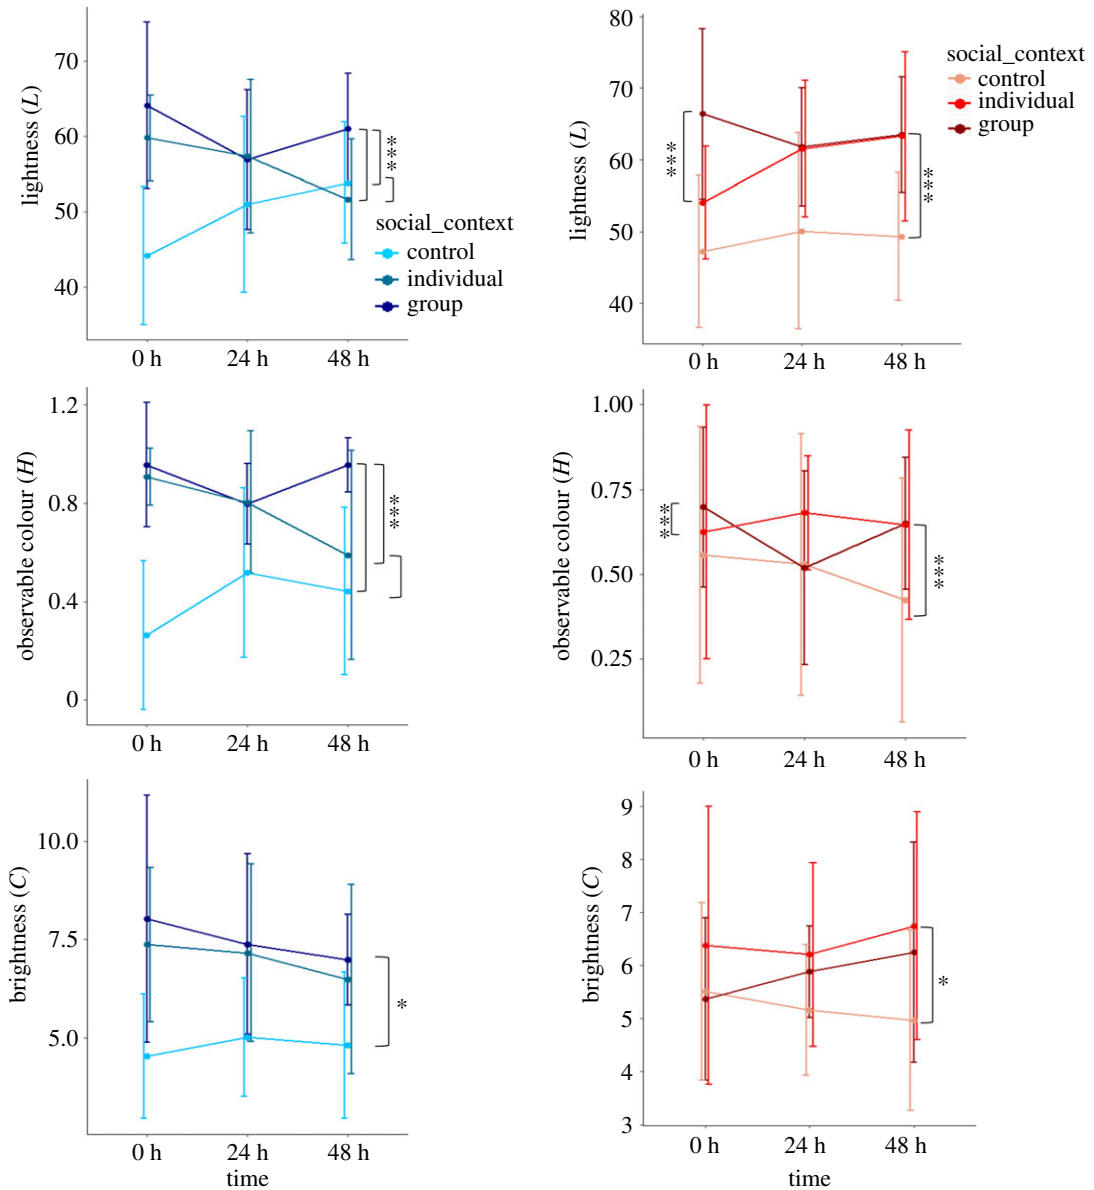 lightness (L)
70
60
50
40
***
social_context
control
individual
group
0 h
24 h
48 h
lightness (L)
80
70
60
50
40
***
***
social_context
control
individual
group
0 h
24 h
48 h
observable colour (H)
1.2
0.8
0.4
0
***
0 h
24 h
48 h
observable colour (H)
1.00
0.75
0.50
0.25
***
***
0 h
24 h
48 h
brightness (C)
10.0
7.5
5.0
*
0 h
24 h
48 h
time
brightness (C)
9
8
7
6
5
4
3
*
0 h
24 h
48 h
time